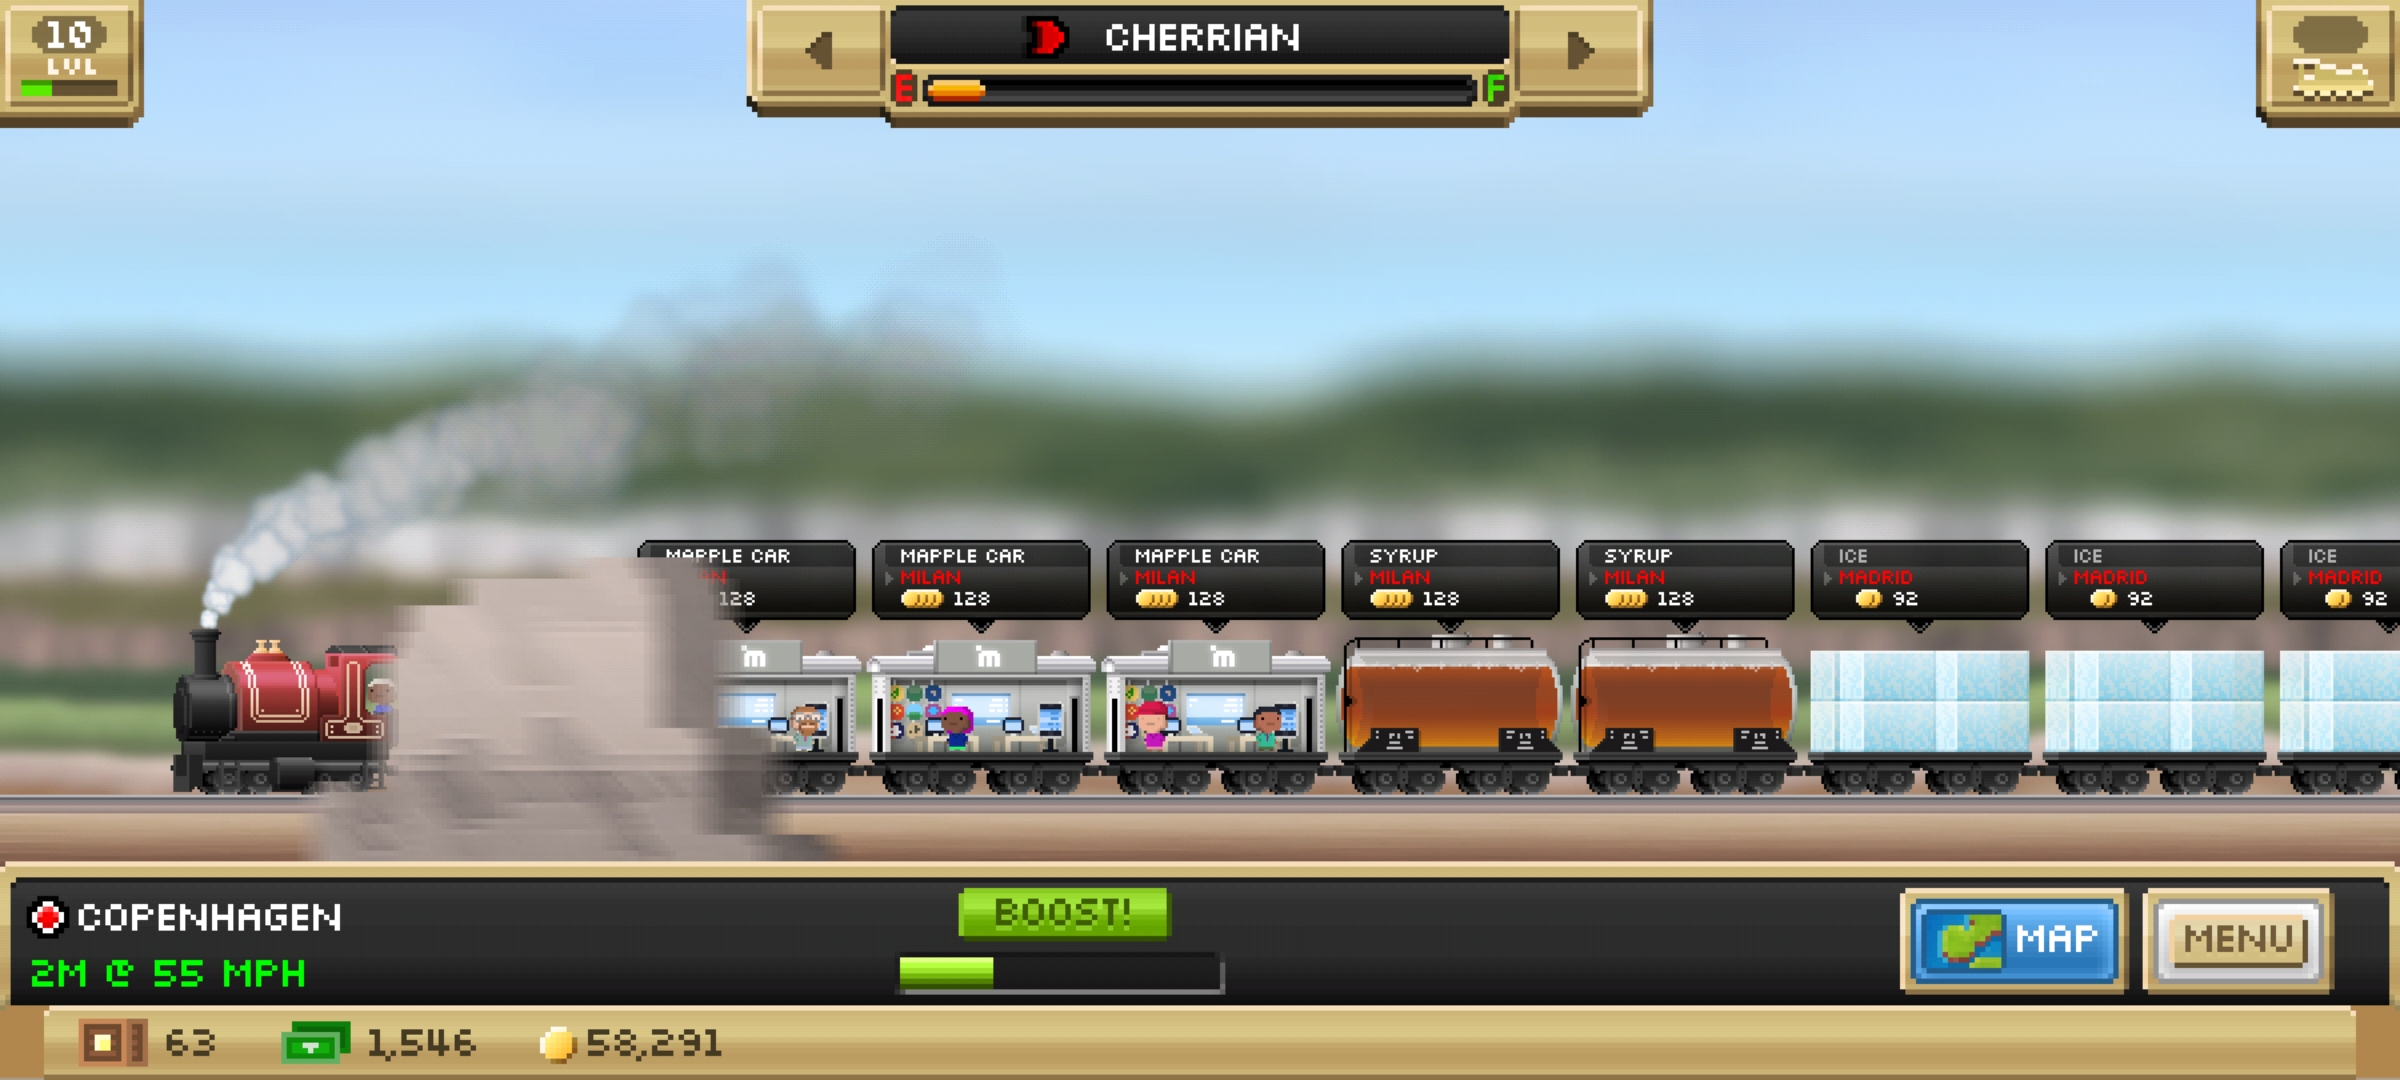 10
LVL
CHERRIAN
E F
MAPPLE CAR
128
MAPPLE CAR
MILAN
128
MAPPLE CAR
MILAN
128
SYRUP
MILAN
128
SYRUP
MILAN
128
ICE
MADRID
92
ICE
MADRID
92
ICE
MADRID
92
m
m
m
COPENHAGEN
2M @ 55 MPH
BOOST!
MAP
MENU
63
1,546
58,291